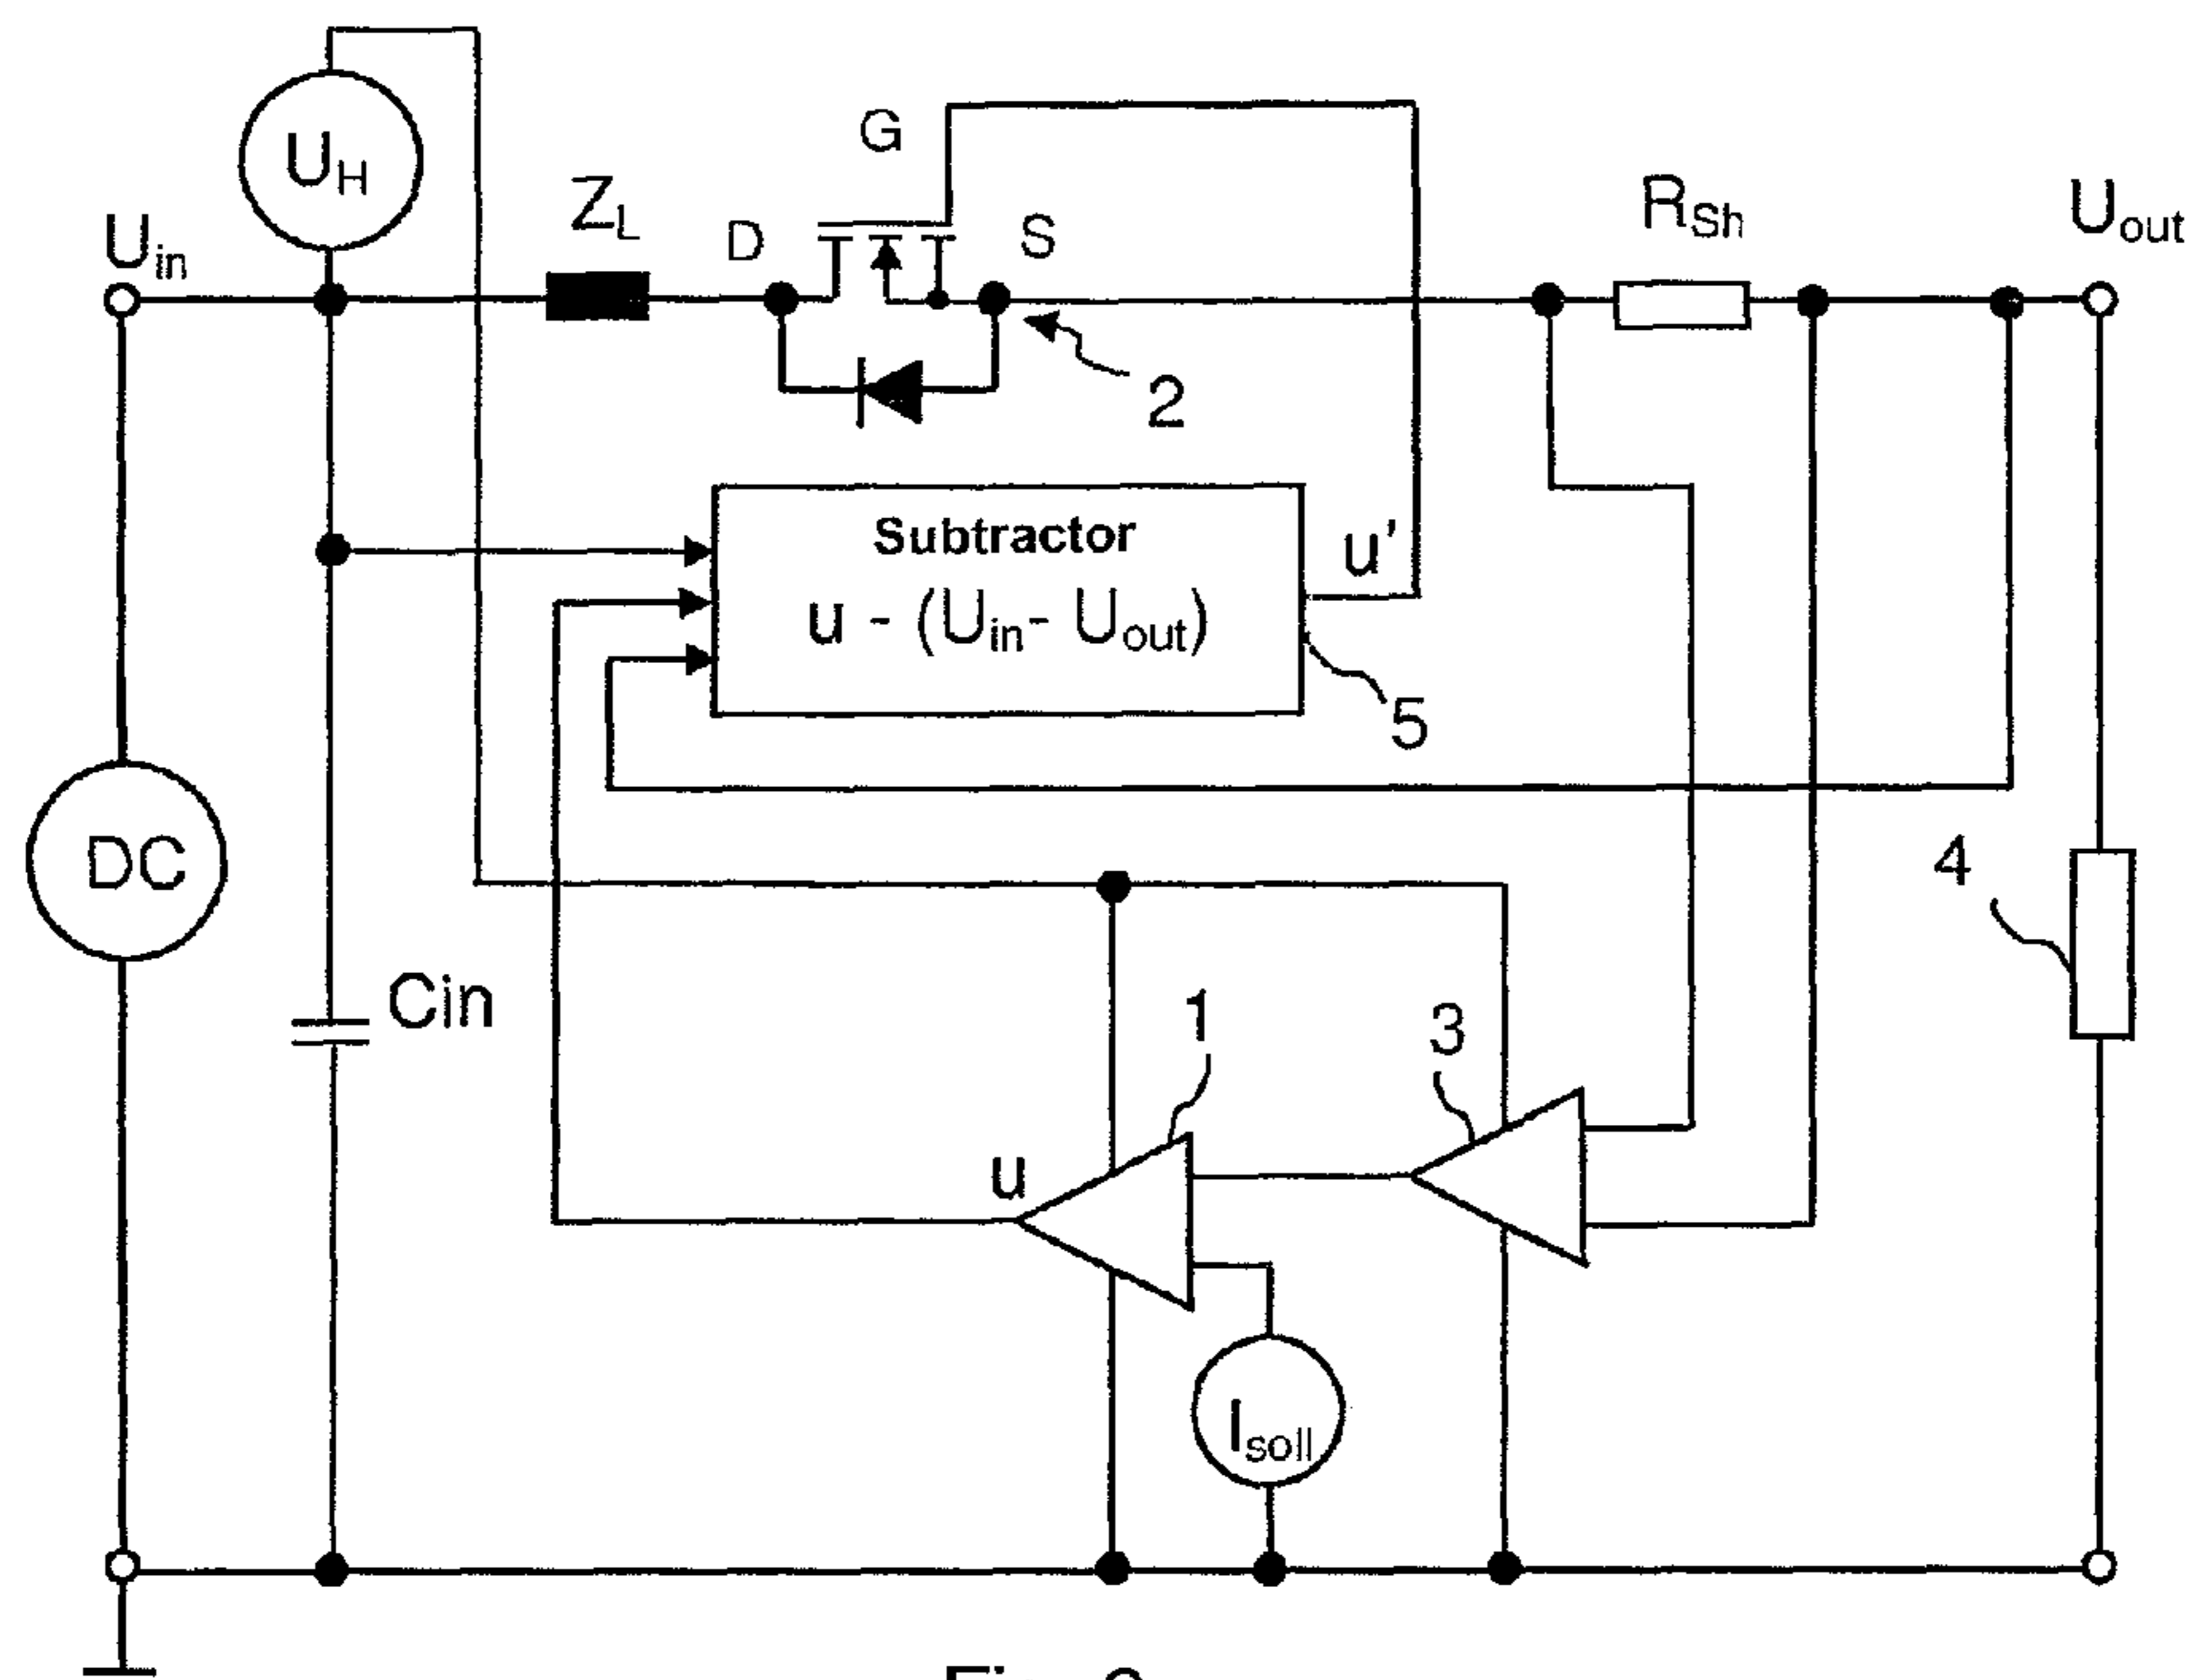 U_H
G
Z_L
D
S
R_Sh
U_out
U_in
2
Subtractor
u - (U_in - U_out)
u'
5
DC
4
Cin
1
3
u
I_soll